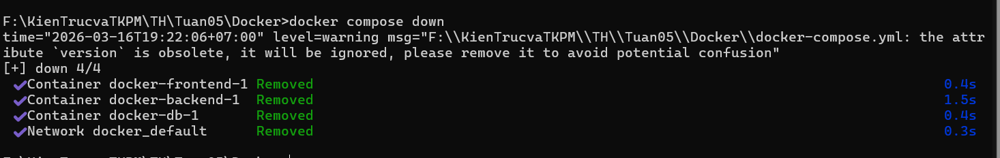 F:\KienTrucvaTKPM\TH\Tuan05\Docker>docker compose down
time="2026-03-16T19:22:06+07:00" level=warning msg="F:\\KienTrucvaTKPM\\TH\\Tuan05\\Docker\\docker-compose.yml: the attr
ibute `version` is obsolete, it will be ignored, please remove it to avoid potential confusion"
[+] down 4/4
✔Container docker-frontend-1 Removed 0.4s
✔Container docker-backend-1 Removed 1.5s
✔Container docker-db-1 Removed 0.4s
✔Network docker_default Removed 0.3s